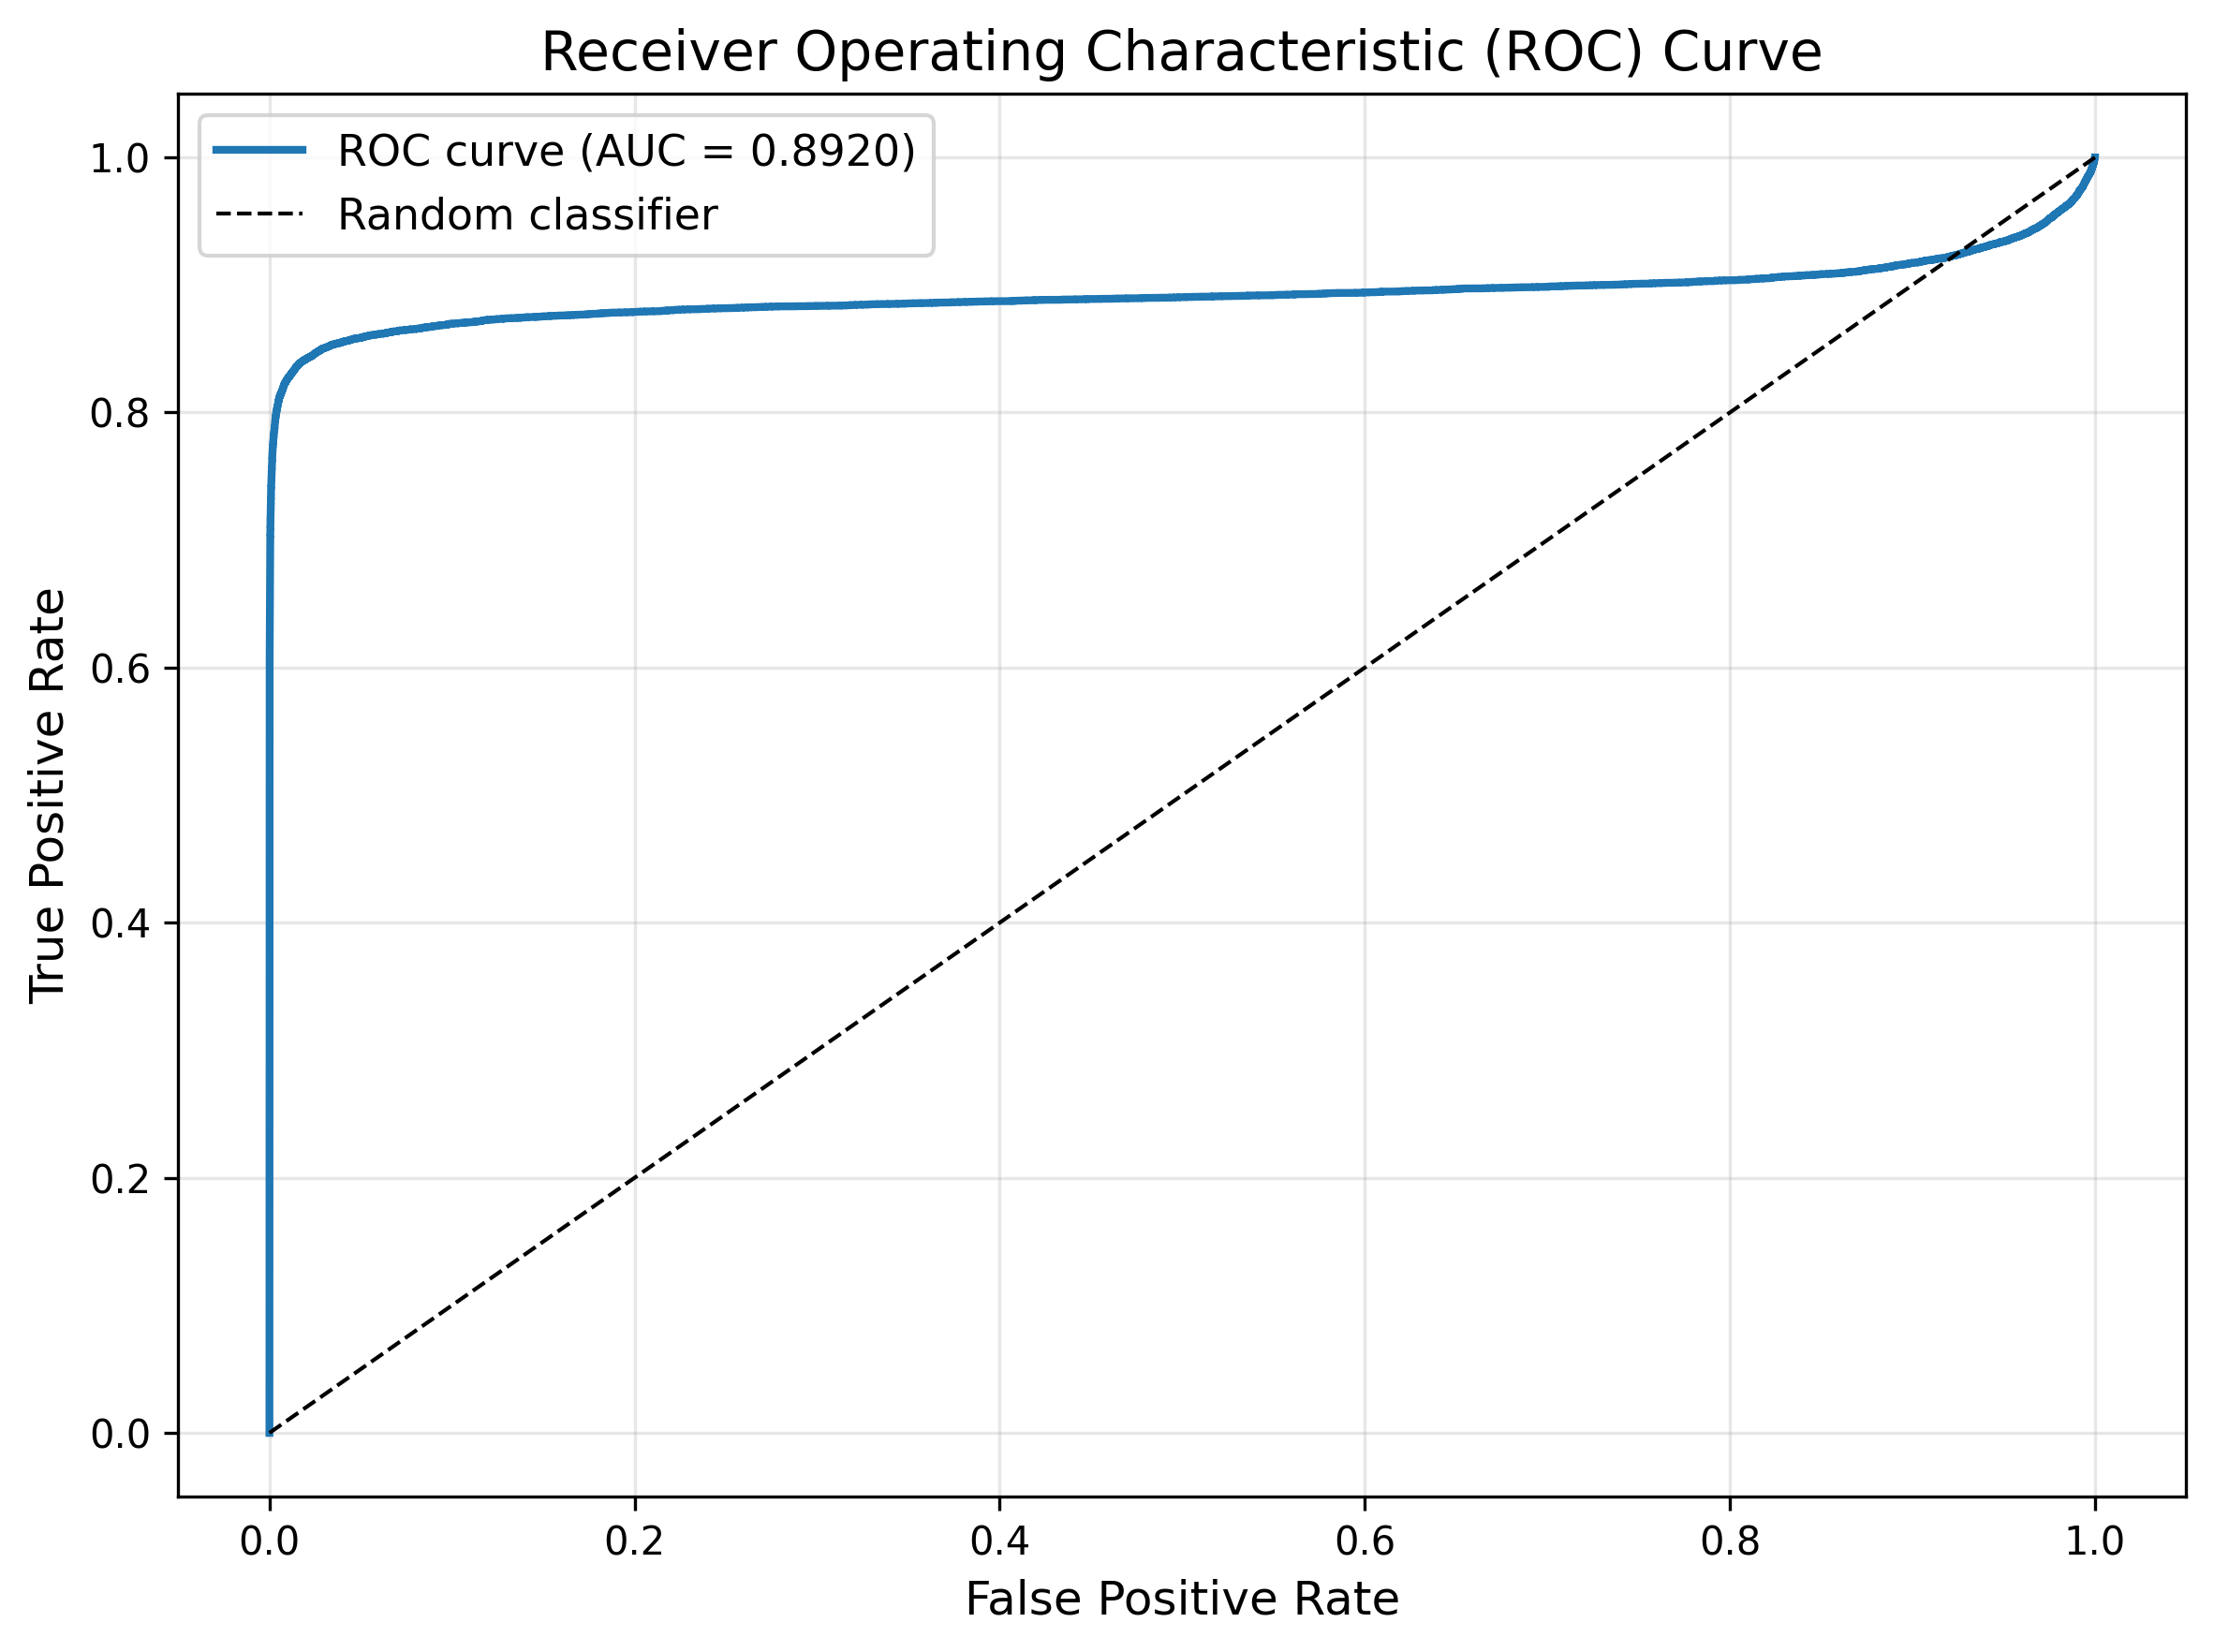 Receiver Operating Characteristic (ROC) Curve
ROC curve (AUC = 0.8920)
Random classifier
True Positive Rate
1.0
0.8
0.6
0.4
0.2
0.0
0.0 0.2 0.4 0.6 0.8 1.0
False Positive Rate